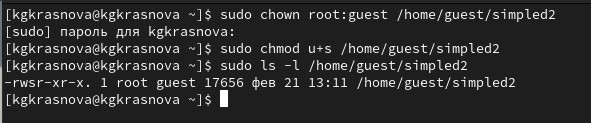 [kgkrasnova@kgkrasnova ~]$ sudo chown root:guest /home/guest/simpled2
[sudo] пароль для kgkrasnova:
[kgkrasnova@kgkrasnova ~]$ sudo chmod u+s /home/guest/simpled2
[kgkrasnova@kgkrasnova ~]$ sudo ls -l /home/guest/simpled2
-rwsr-xr-x. 1 root guest 17656 фев 21 13:11 /home/guest/simpled2
[kgkrasnova@kgkrasnova ~]$